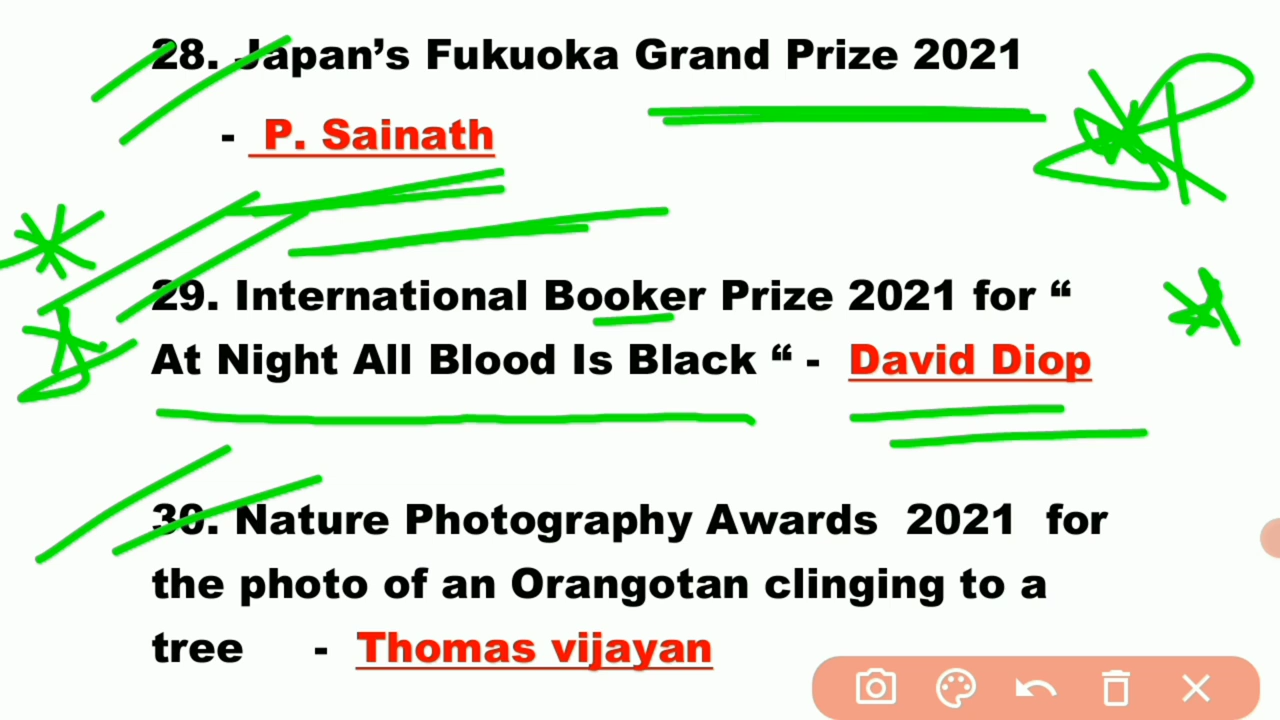 28. Japan’s Fukuoka Grand Prize 2021
- P. Sainath
29. International Booker Prize 2021 for “
At Night All Blood Is Black “ - David Diop
30. Nature Photography Awards 2021 for
the photo of an Orangotan clinging to a
tree - Thomas vijayan